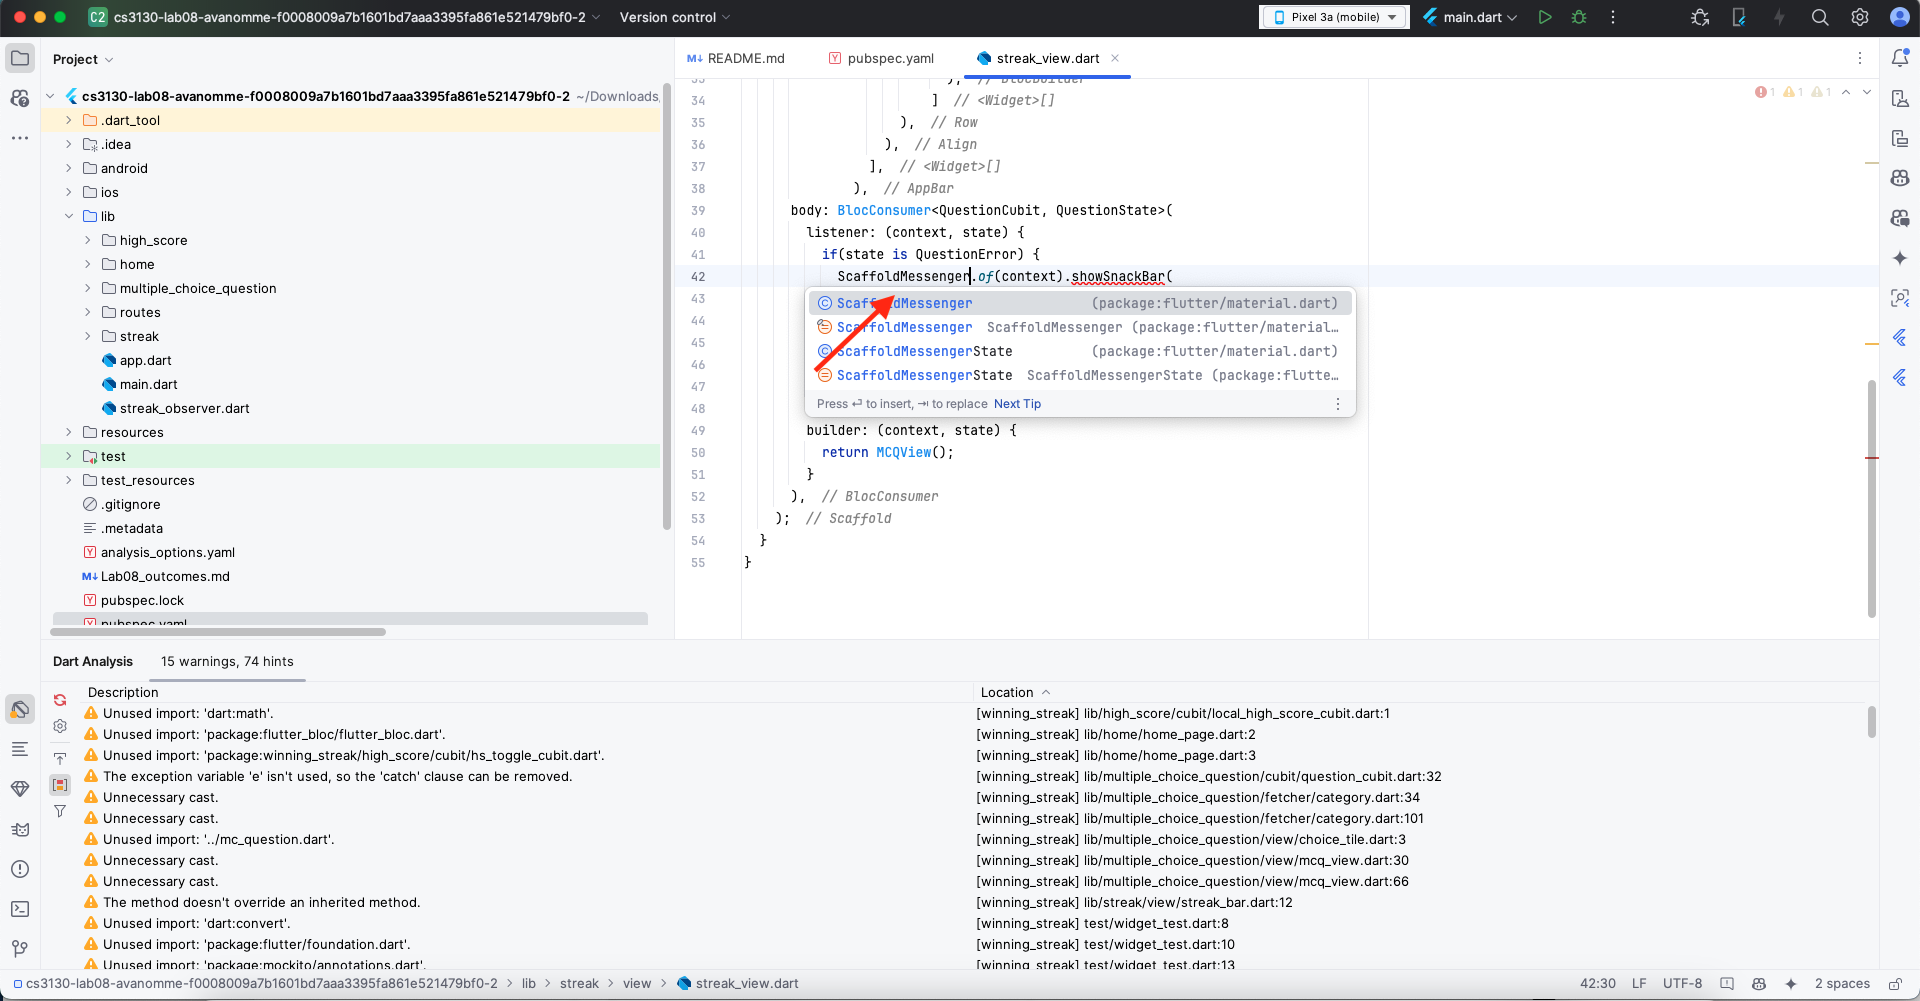 C2 cs3130-lab08-avanomme-f0008009a7b1601bd7aaa3395fa861e521479bf0-2 Version control Pixel 3a (mobile) main.dart
Project
M↓ README.md Y pubspec.yaml streak_view.dart
cs3130-lab08-avanomme-f0008009a7b1601bd7aaa3395fa861e521479bf0-2 ~/Downloads
.dart_tool
.idea
android
ios
lib
high_score
home
multiple_choice_question
routes
streak
app.dart
main.dart
streak_observer.dart
resources
test
test_resources
.gitignore
.metadata
Y analysis_options.yaml
M↓ Lab08_outcomes.md
Y pubspec.lock
Y pubspec.yaml
33 ), // BlocBuilder
34 ] // <Widget>[]
35 ), // Row
36 ), // Align
37 ], // <Widget>[]
38 ), // AppBar
39 body: BlocConsumer<QuestionCubit, QuestionState>(
40 listener: (context, state) {
41 if(state is QuestionError) {
42 ScaffoldMessenger.of(context).showSnackBar(
43
44
45
46
47
48
49 builder: (context, state) {
50 return MCQView();
51 }
52 ), // BlocConsumer
53 ); // Scaffold
54 }
55 }
1 1 1
ScaffoldMessenger (package:flutter/material.dart)
ScaffoldMessenger ScaffoldMessenger (package:flutter/material…
ScaffoldMessengerState (package:flutter/material.dart)
ScaffoldMessengerState ScaffoldMessengerState (package:flutte…
Press ⏎ to insert, ⇥ to replace Next Tip
Dart Analysis 15 warnings, 74 hints
Description Location
Unused import: 'dart:math'. [winning_streak] lib/high_score/cubit/local_high_score_cubit.dart:1
Unused import: 'package:flutter_bloc/flutter_bloc.dart'. [winning_streak] lib/home/home_page.dart:2
Unused import: 'package:winning_streak/high_score/cubit/hs_toggle_cubit.dart'. [winning_streak] lib/home/home_page.dart:3
The exception variable 'e' isn't used, so the 'catch' clause can be removed. [winning_streak] lib/multiple_choice_question/cubit/question_cubit.dart:32
Unnecessary cast. [winning_streak] lib/multiple_choice_question/fetcher/category.dart:34
Unnecessary cast. [winning_streak] lib/multiple_choice_question/fetcher/category.dart:101
Unused import: '../mc_question.dart'. [winning_streak] lib/multiple_choice_question/view/choice_tile.dart:3
Unnecessary cast. [winning_streak] lib/multiple_choice_question/view/mcq_view.dart:30
Unnecessary cast. [winning_streak] lib/multiple_choice_question/view/mcq_view.dart:66
The method doesn't override an inherited method. [winning_streak] lib/streak/view/streak_bar.dart:12
Unused import: 'dart:convert'. [winning_streak] test/widget_test.dart:8
Unused import: 'package:flutter/foundation.dart'. [winning_streak] test/widget_test.dart:10
Unused import: 'package:mockito/annotations.dart'. [winning_streak] test/widget_test.dart:13
cs3130-lab08-avanomme-f0008009a7b1601bd7aaa3395fa861e521479bf0-2 lib streak view streak_view.dart 42:30 LF UTF-8 2 spaces